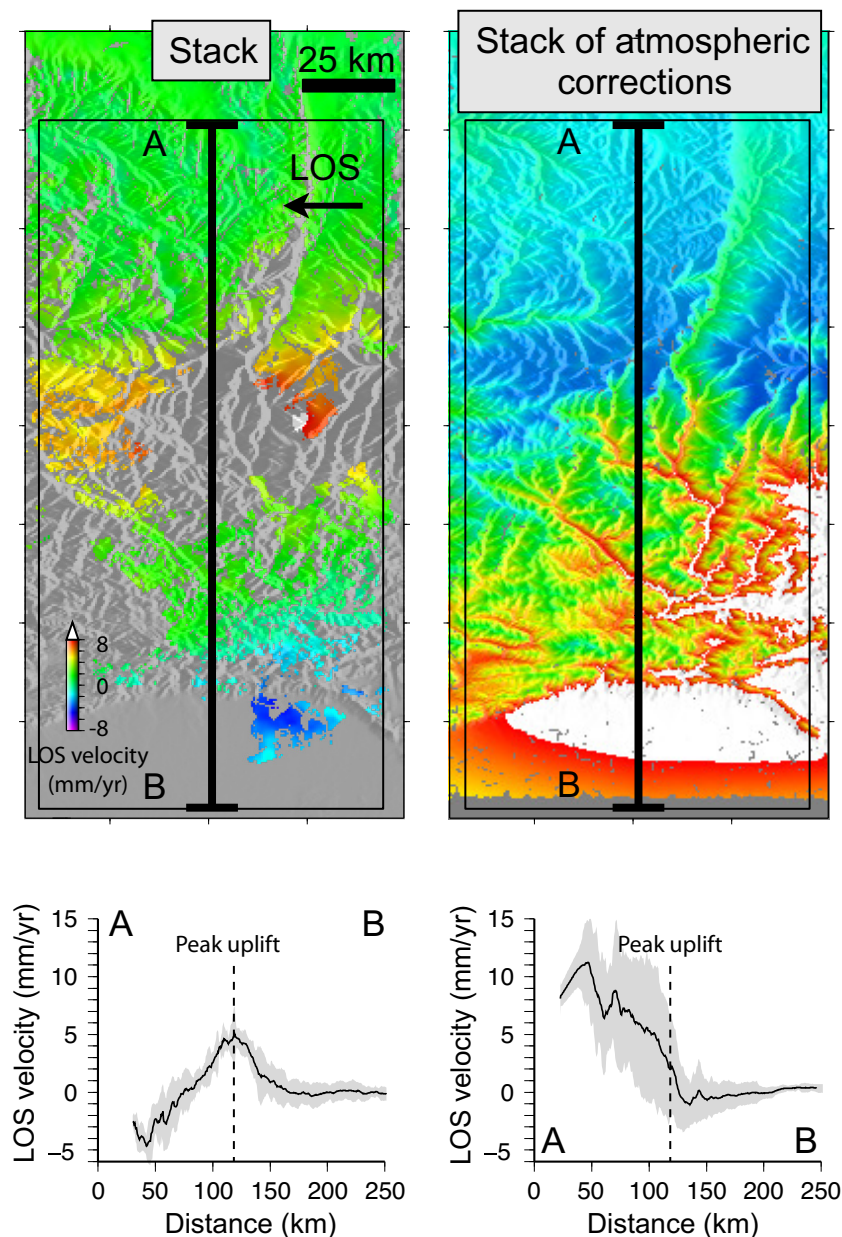 Stack
25 km
A
LOS
8
0
-8
LOS velocity
(mm/yr)
B
Stack of atmospheric
corrections
A
B
LOS velocity (mm/yr)
15
10
5
0
−5
A
B
Peak uplift
0
50
100
150
200
250
Distance (km)
LOS velocity (mm/yr)
15
10
5
0
−5
Peak uplift
A
B
0
50
100
150
200
250
Distance (km)